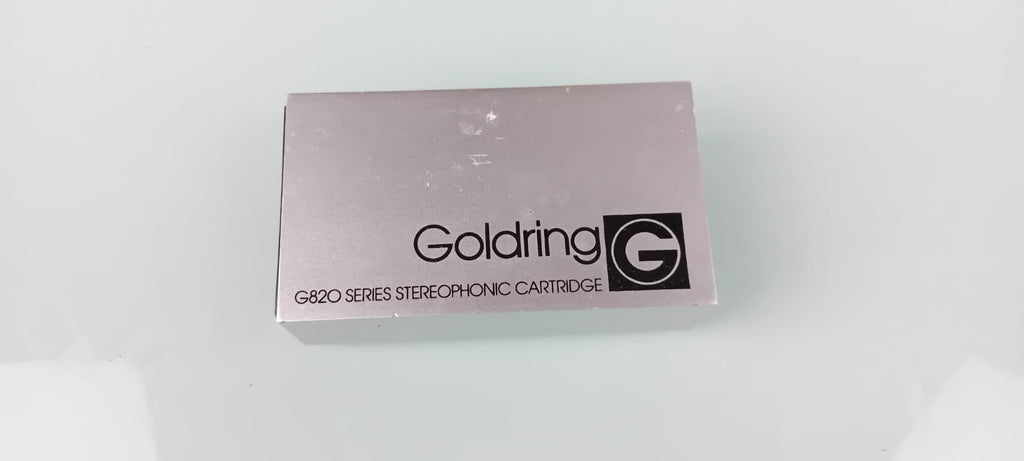 Goldring G
G820 SERIES STEREOPHONIC CARTRIDGE